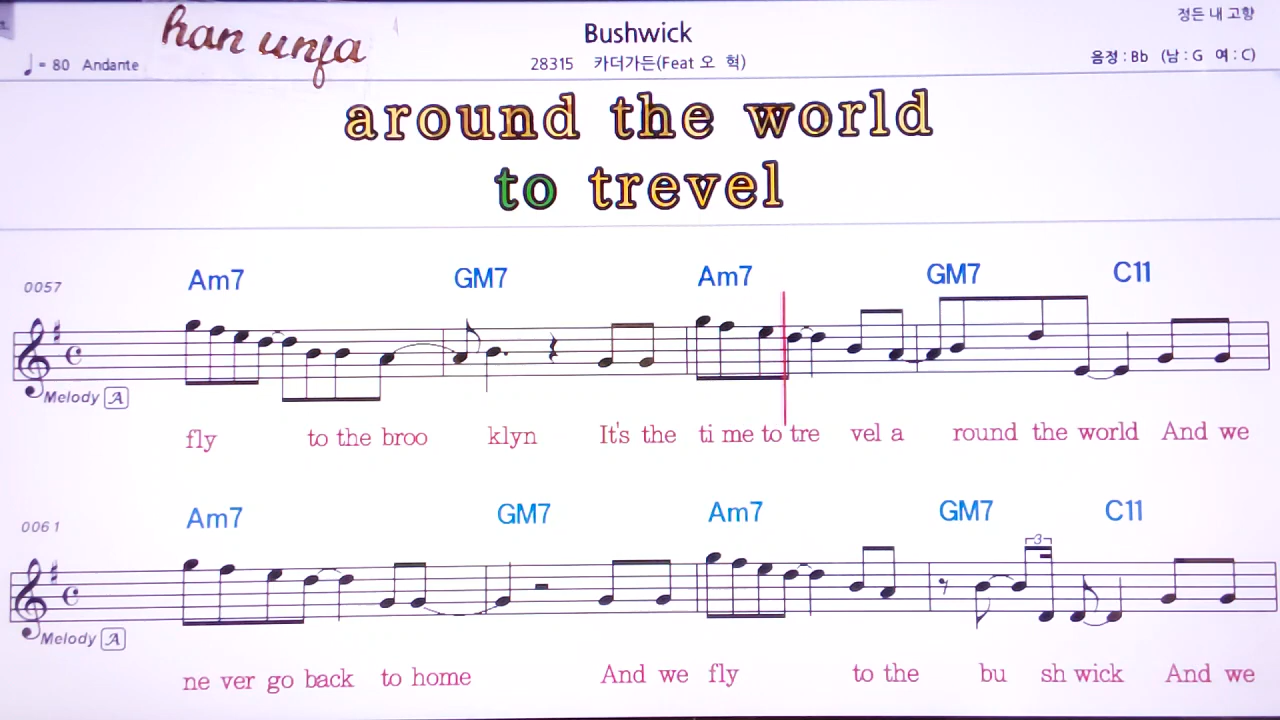 han unfa
Bushwick
정든 내 고향
♩= 80 Andante
28315 카더가든(Feat 오 혁)
음정 : Bb (남 : G 여 : C)
around the world
to trevel
0057 Am7 GM7 Am7 GM7 C11
Melody A
fly to the broo klyn It's the ti me to tre vel a round the world And we
0061 Am7 GM7 Am7 GM7 C11
3
Melody A
ne ver go back to home And we fly to the bu sh wick And we